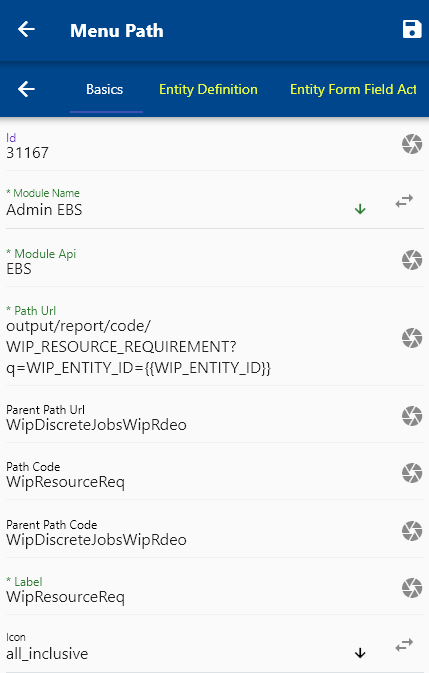 Menu Path
Basics Entity Definition Entity Form Field Act
Id
31167
* Module Name
Admin EBS
* Module Api
EBS
* Path Url
output/report/code/
WIP_RESOURCE_REQUIREMENT?
q=WIP_ENTITY_ID={{WIP_ENTITY_ID}}
Parent Path Url
WipDiscreteJobsWipRdeo
Path Code
WipResourceReq
Parent Path Code
WipDiscreteJobsWipRdeo
* Label
WipResourceReq
Icon
all_inclusive